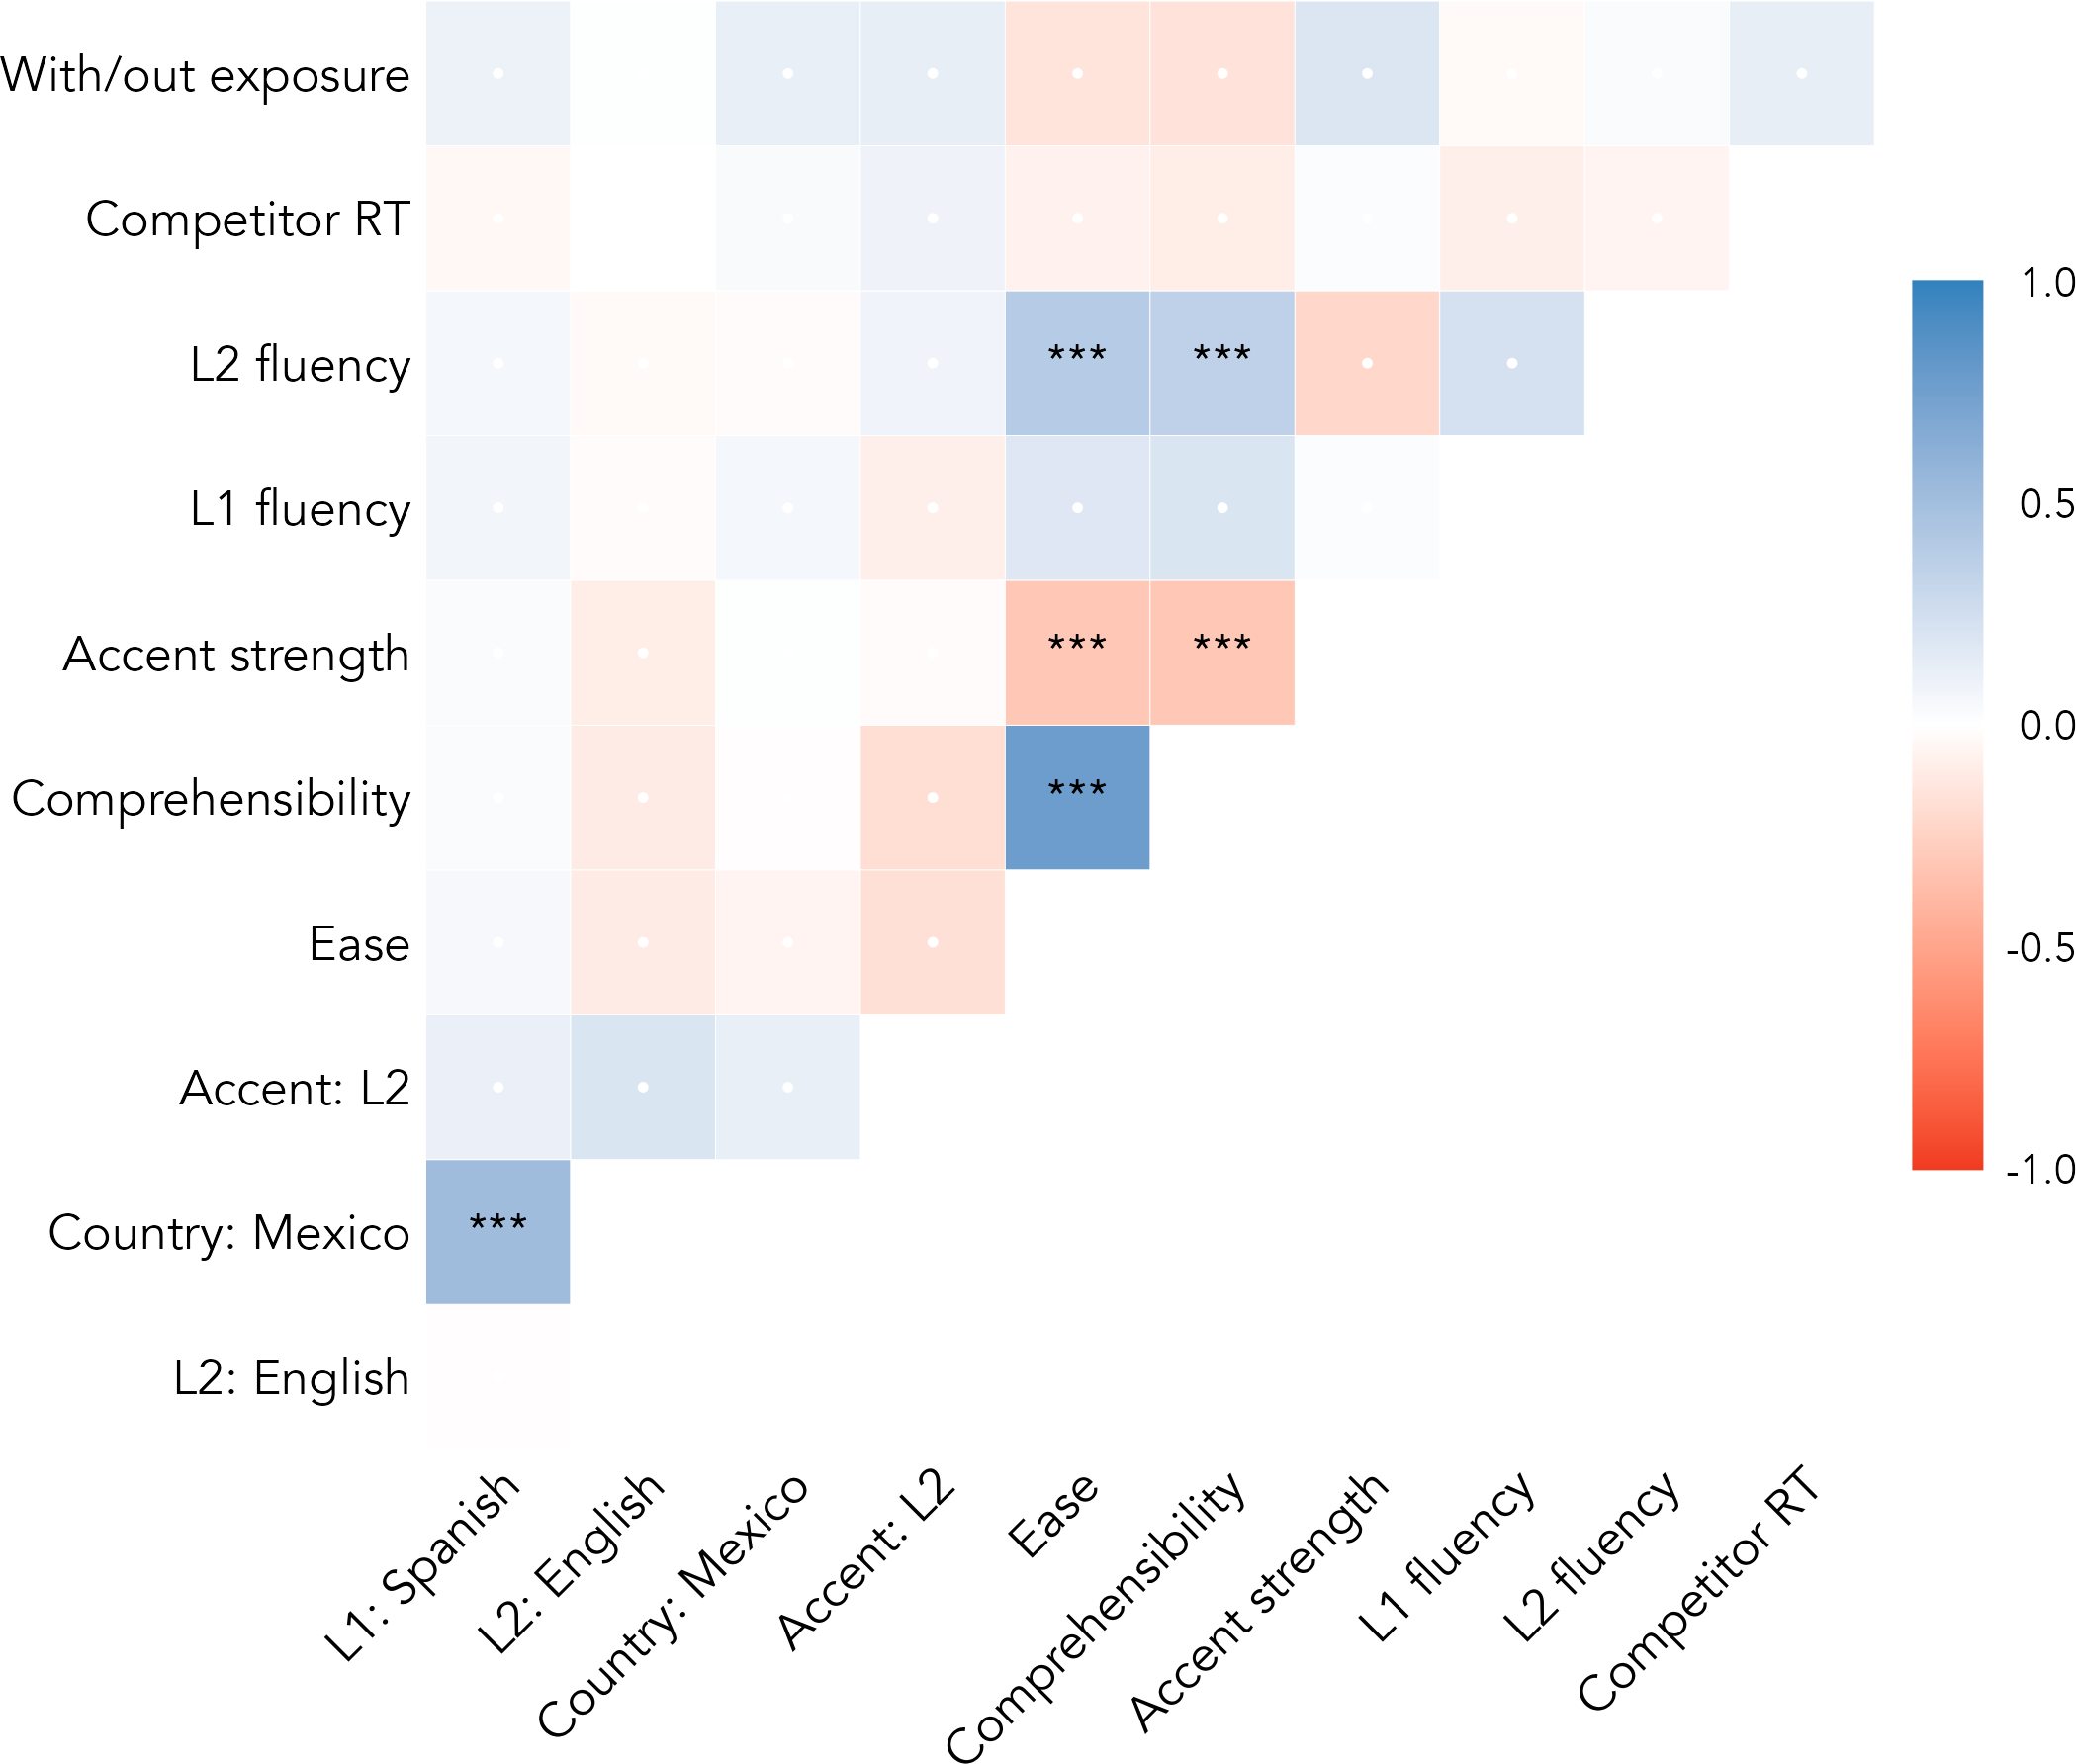 With/out exposure
Competitor RT
L2 fluency
*** ***
L1 fluency
Accent strength
*** ***
Comprehensibility
***
Ease
Accent: L2
Country: Mexico
***
L2: English
L1: Spanish
L2: English
Country: Mexico
Accent: L2
Ease
Comprehensibility
Accent strength
L1 fluency
L2 fluency
Competitor RT
1.0
0.5
0.0
-0.5
-1.0